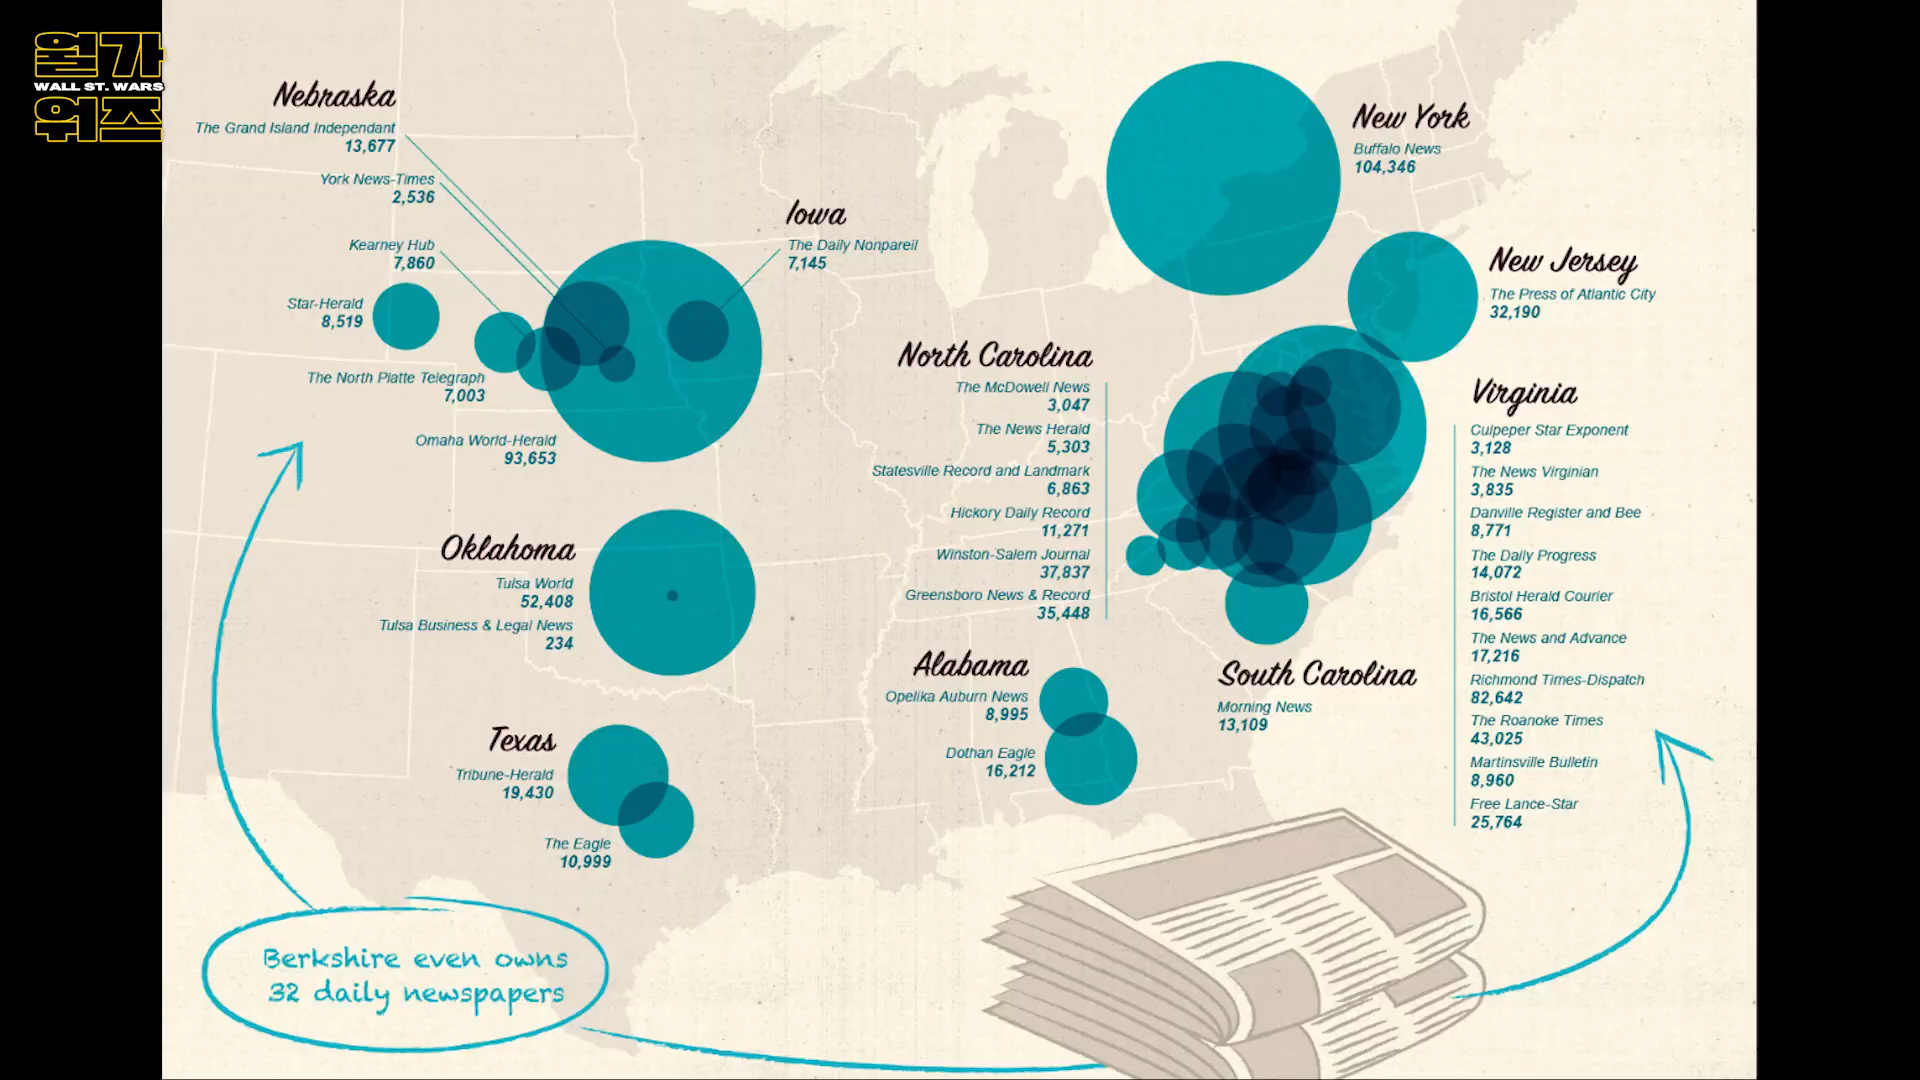 월가
WALL ST. WARS
워즈
Nebraska
The Grand Island Independant
13,677
York News-Times
2,536
Kearney Hub
7,860
Star-Herald
8,519
The North Platte Telegraph
7,003
Omaha World-Herald
93,653
Iowa
The Daily Nonpareil
7,145
Oklahoma
Tulsa World
52,408
Tulsa Business & Legal News
234
Texas
Tribune-Herald
19,430
The Eagle
10,999
New York
Buffalo News
104,346
New Jersey
The Press of Atlantic City
32,190
North Carolina
The McDowell News
3,047
The News Herald
5,303
Statesville Record and Landmark
6,863
Hickory Daily Record
11,271
Winston-Salem Journal
37,837
Greensboro News & Record
35,448
Alabama
Opelika Auburn News
8,995
Dothan Eagle
16,212
South Carolina
Morning News
13,109
Virginia
Culpeper Star Exponent
3,128
The News Virginian
3,835
Danville Register and Bee
8,771
The Daily Progress
14,072
Bristol Herald Courier
16,566
The News and Advance
17,216
Richmond Times-Dispatch
82,642
The Roanoke Times
43,025
Martinsville Bulletin
8,960
Free Lance-Star
25,764
Berkshire even owns
32 daily newspapers